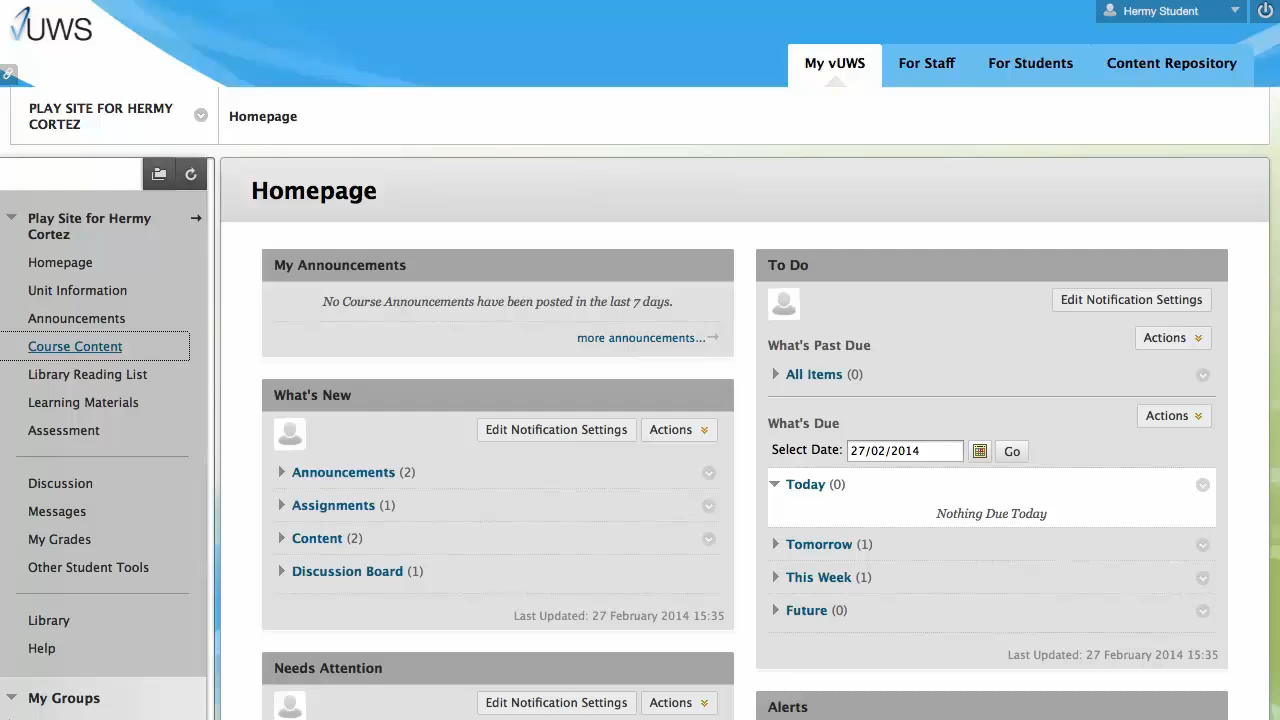 UWS
Hermy Student
My vUWS
For Staff
For Students
Content Repository
PLAY SITE FOR HERMY
CORTEZ
Homepage
Play Site for Hermy
Cortez
Homepage
Unit Information
Announcements
Course Content
Library Reading List
Learning Materials
Assessment
Discussion
Messages
My Grades
Other Student Tools
Library
Help
My Groups
Homepage
My Announcements
No Course Announcements have been posted in the last 7 days.
more announcements...→
What's New
Edit Notification Settings
Actions
Announcements (2)
Assignments (1)
Content (2)
Discussion Board (1)
Last Updated: 27 February 2014 15:35
Needs Attention
Edit Notification Settings
Actions
To Do
Edit Notification Settings
What's Past Due
Actions
All Items (0)
What's Due
Actions
Select Date: 27/02/2014 Go
Today (0)
Nothing Due Today
Tomorrow (1)
This Week (1)
Future (0)
Last Updated: 27 February 2014 15:35
Alerts